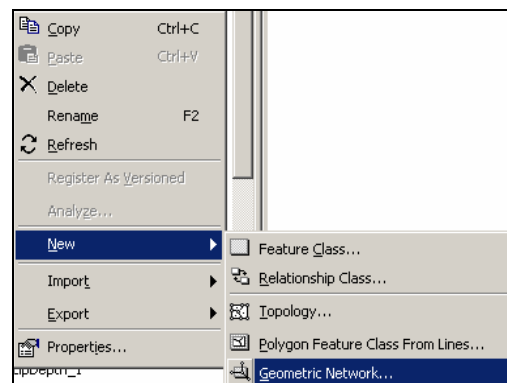 Copy Ctrl+C
Paste Ctrl+V
Delete
Rename F2
Refresh
Register As Versioned
Analyze...
New
Feature Class...
Relationship Class...
Import
Export
Topology...
Polygon Feature Class From Lines...
Properties...
Geometric Network...